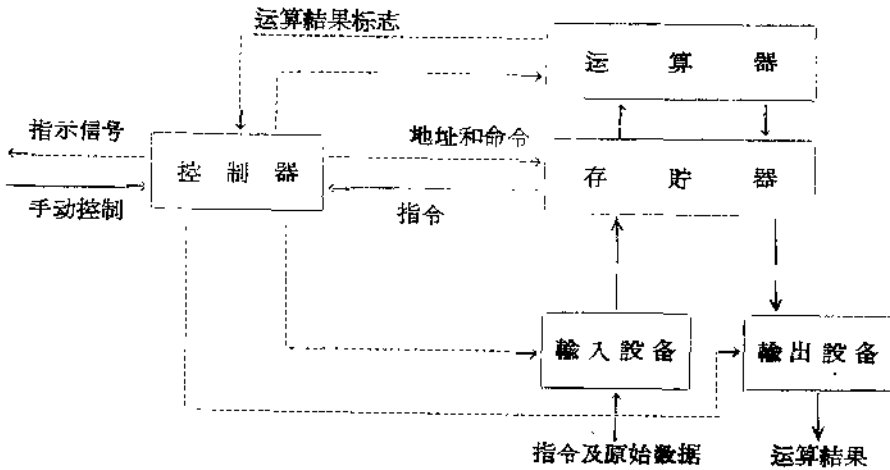 运算結果标志
运算器
指示信号
地址和命令
控制器
存貯器
手动控制
指令
輸入設备
輸出設备
指令及原始数据
运算結果